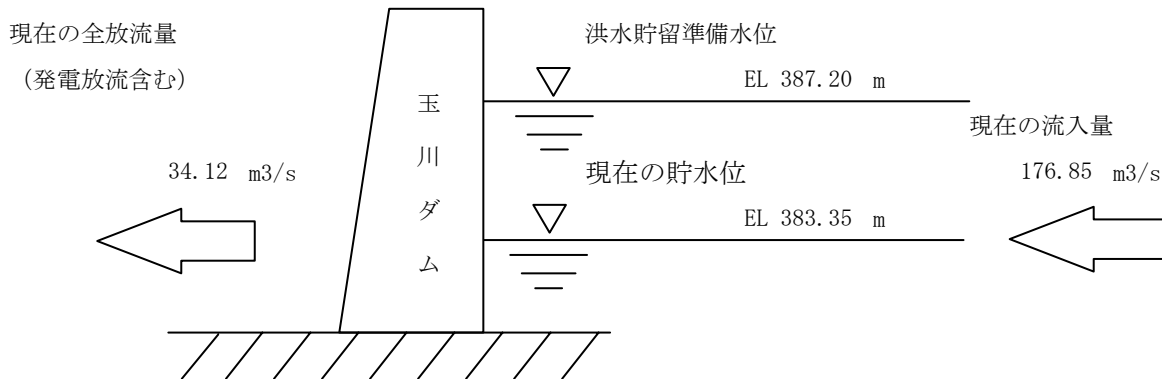 現在の全放流量
（発電放流含む）
34.12 m3/s
玉川ダム
洪水貯留準備水位
EL 387.20 m
現在の貯水位
EL 383.35 m
現在の流入量
176.85 m3/s